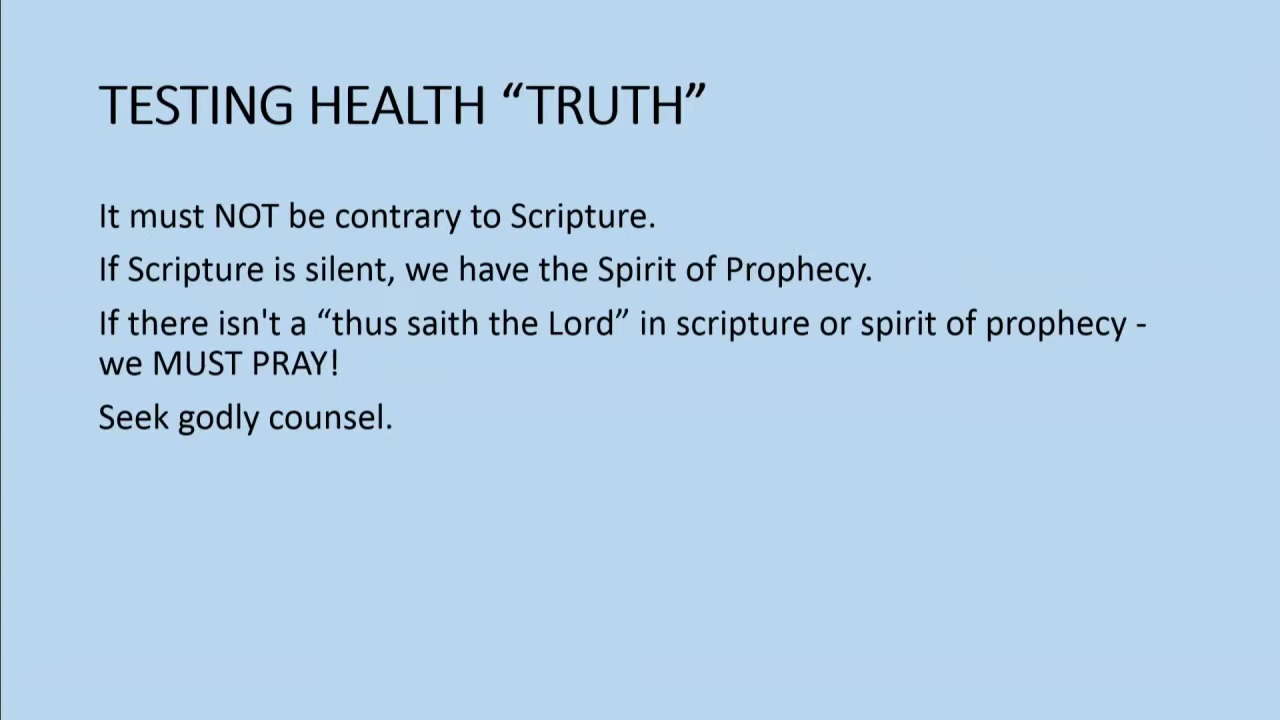 TESTING HEALTH “TRUTH”
It must NOT be contrary to Scripture.
If Scripture is silent, we have the Spirit of Prophecy.
If there isn't a “thus saith the Lord” in scripture or spirit of prophecy -
we MUST PRAY!
Seek godly counsel.